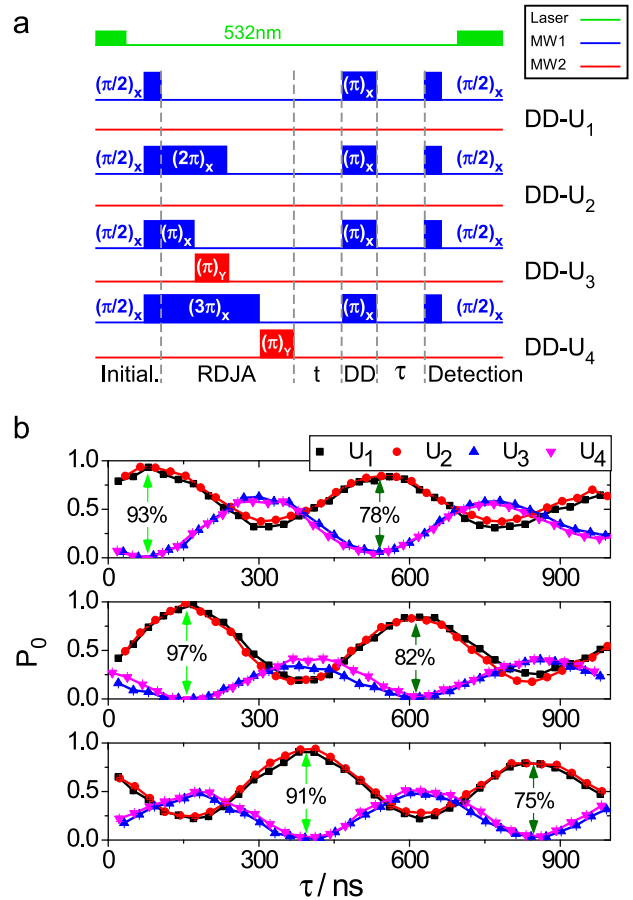 a
532nm
Laser
MW1
MW2
(π/2)ₓ (π)ₓ (π/2)ₓ
DD-U₁
(π/2)ₓ (2π)ₓ (π)ₓ (π/2)ₓ
DD-U₂
(π/2)ₓ (π)ₓ (π)ₓ (π/2)ₓ
(π)Y
DD-U₃
(π/2)ₓ (3π)ₓ (π)ₓ (π/2)ₓ
(π)Y
DD-U₄
Initial. RDJA t DD τ Detection
b
U₁ U₂ U₃ U₄
1.0
0.5
0.0
93% 78%
0 300 600 900
1.0
0.5
0.0
97% 82%
0 300 600 900
P₀
1.0
0.5
0.0
91% 75%
0 300 600 900
τ / ns